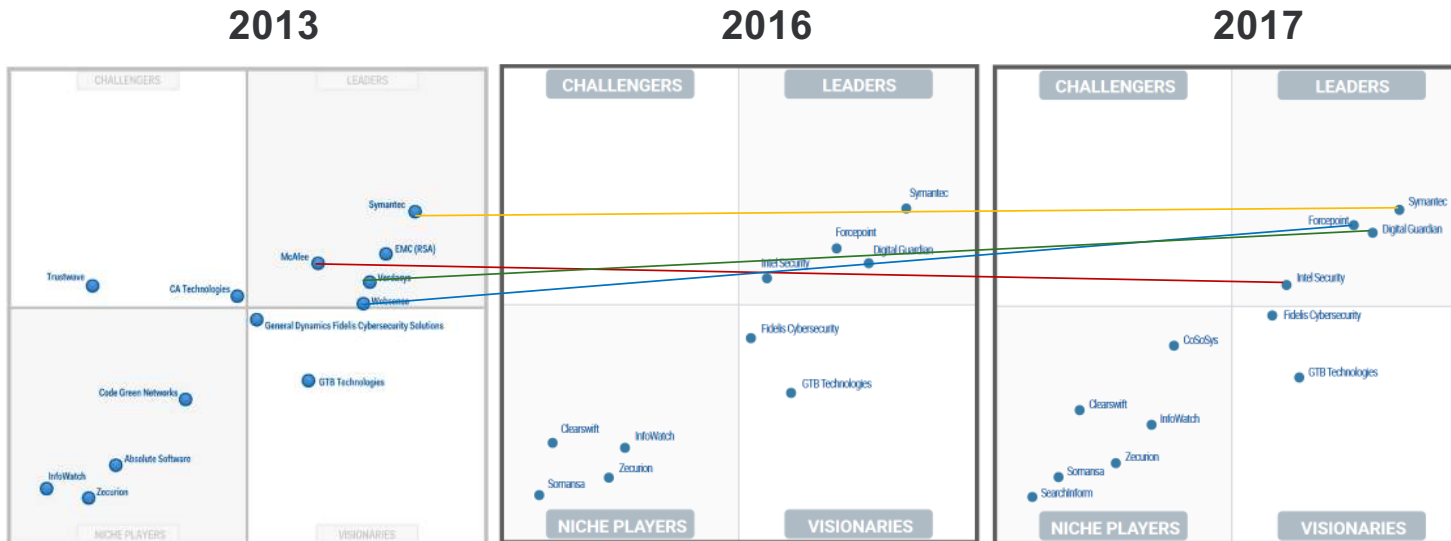 2013
2016
2017
CHALLENGERS
LEADERS
Symantec
EMC (RSA)
McAfee
Verdasys
Trustwave
CA Technologies
Websense
General Dynamics Fidelis Cybersecurity Solutions
GTB Technologies
Code Green Networks
Absolute Software
InfoWatch
Zecurion
NICHE PLAYERS
VISIONARIES
CHALLENGERS
LEADERS
Symantec
Forcepoint
Digital Guardian
Intel Security
Fidelis Cybersecurity
GTB Technologies
Clearswift
InfoWatch
Zecurion
Somansa
NICHE PLAYERS
VISIONARIES
CHALLENGERS
LEADERS
Symantec
Forcepoint
Digital Guardian
Intel Security
Fidelis Cybersecurity
CoSoSys
GTB Technologies
Clearswift
InfoWatch
Zecurion
Somansa
SearchInform
NICHE PLAYERS
VISIONARIES